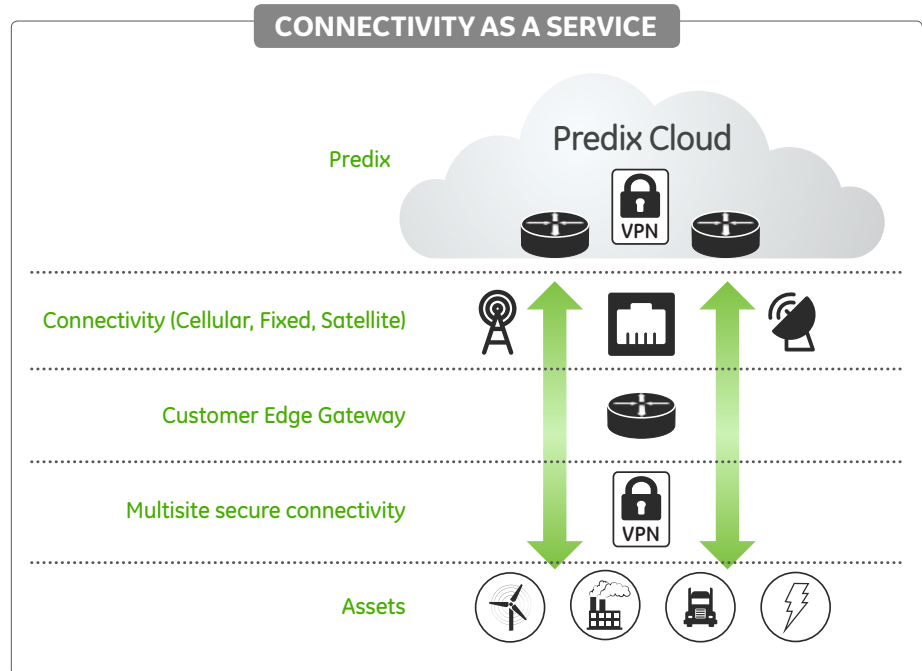 CONNECTIVITY AS A SERVICE
Predix Cloud
Predix
VPN
Connectivity (Cellular, Fixed, Satellite)
Customer Edge Gateway
Multisite secure connectivity
VPN
Assets